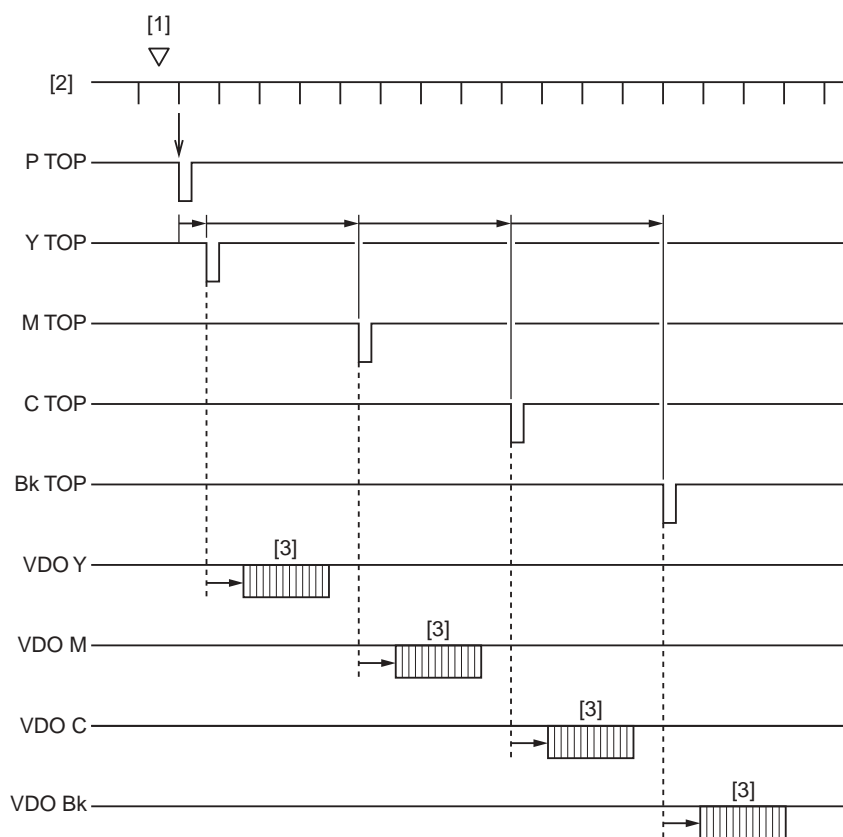 [1]
[2]
P TOP
Y TOP
M TOP
C TOP
Bk TOP
[3]
VDO Y
[3]
VDO M
[3]
VDO C
[3]
VDO Bk